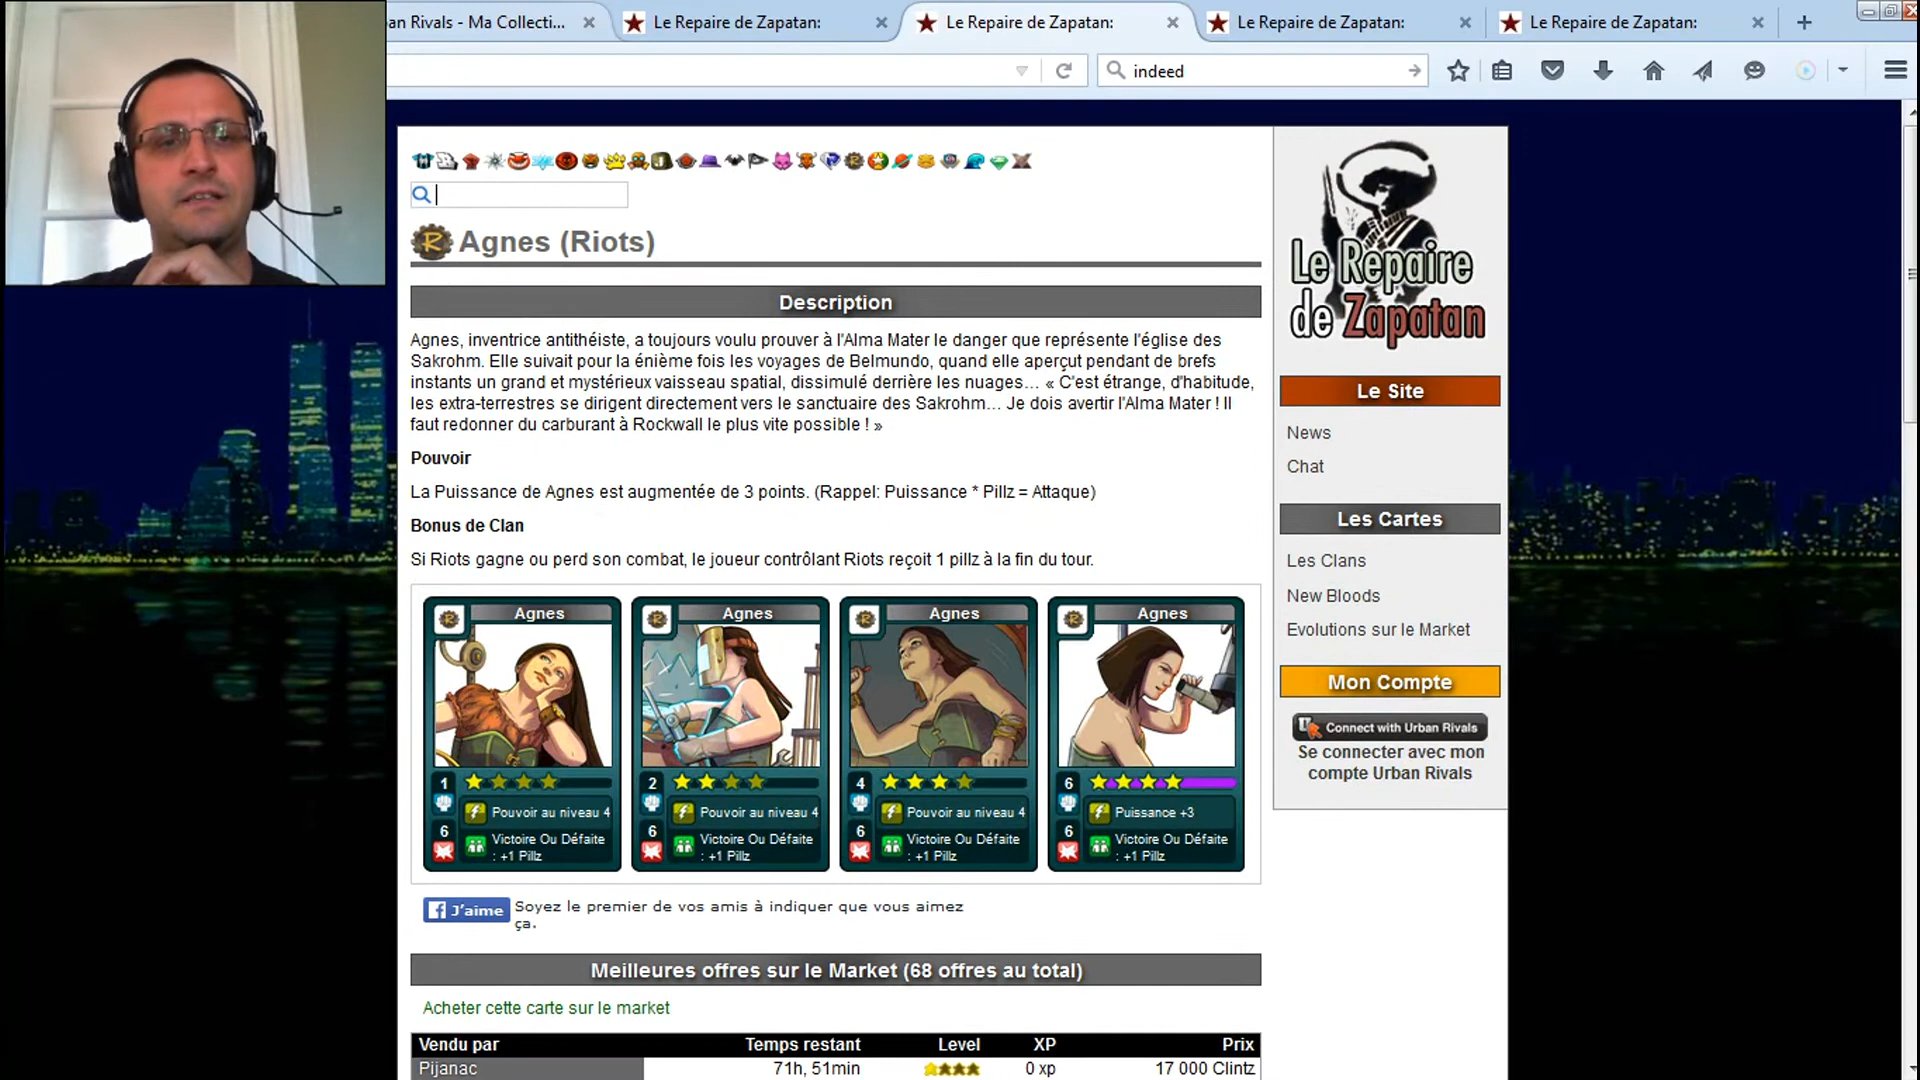 an Rivals - Ma Collecti...
Le Repaire de Zapatan:
Le Repaire de Zapatan:
Le Repaire de Zapatan:
Le Repaire de Zapatan:
indeed
Agnes (Riots)
Description
Agnes, inventrice antithéiste, a toujours voulu prouver à l'Alma Mater le danger que représente l'église des
Sakrohm. Elle suivait pour la énième fois les voyages de Belmundo, quand elle aperçut pendant de brefs
instants un grand et mystérieux vaisseau spatial, dissimulé derrière les nuages… « C'est étrange, d'habitude,
les extra-terrestres se dirigent directement vers le sanctuaire des Sakrohm… Je dois avertir l'Alma Mater ! Il
faut redonner du carburant à Rockwall le plus vite possible ! »
Pouvoir
La Puissance de Agnes est augmentée de 3 points. (Rappel: Puissance * Pillz = Attaque)
Bonus de Clan
Si Riots gagne ou perd son combat, le joueur contrôlant Riots reçoit 1 pillz à la fin du tour.
Agnes
1
Pouvoir au niveau 4
6
Victoire Ou Défaite
: +1 Pillz
Agnes
2
Pouvoir au niveau 4
6
Victoire Ou Défaite
: +1 Pillz
Agnes
4
Pouvoir au niveau 4
6
Victoire Ou Défaite
: +1 Pillz
Agnes
6
Puissance +3
6
Victoire Ou Défaite
: +1 Pillz
J'aime
Soyez le premier de vos amis à indiquer que vous aimez
ça.
Meilleures offres sur le Market (68 offres au total)
Acheter cette carte sur le market
Vendu par Temps restant Level XP Prix
Pijanac 71h, 51min 0 xp 17 000 Clintz
Le Repaire
de Zapatan
Le Site
News
Chat
Les Cartes
Les Clans
New Bloods
Evolutions sur le Market
Mon Compte
Connect with Urban Rivals
Se connecter avec mon
compte Urban Rivals